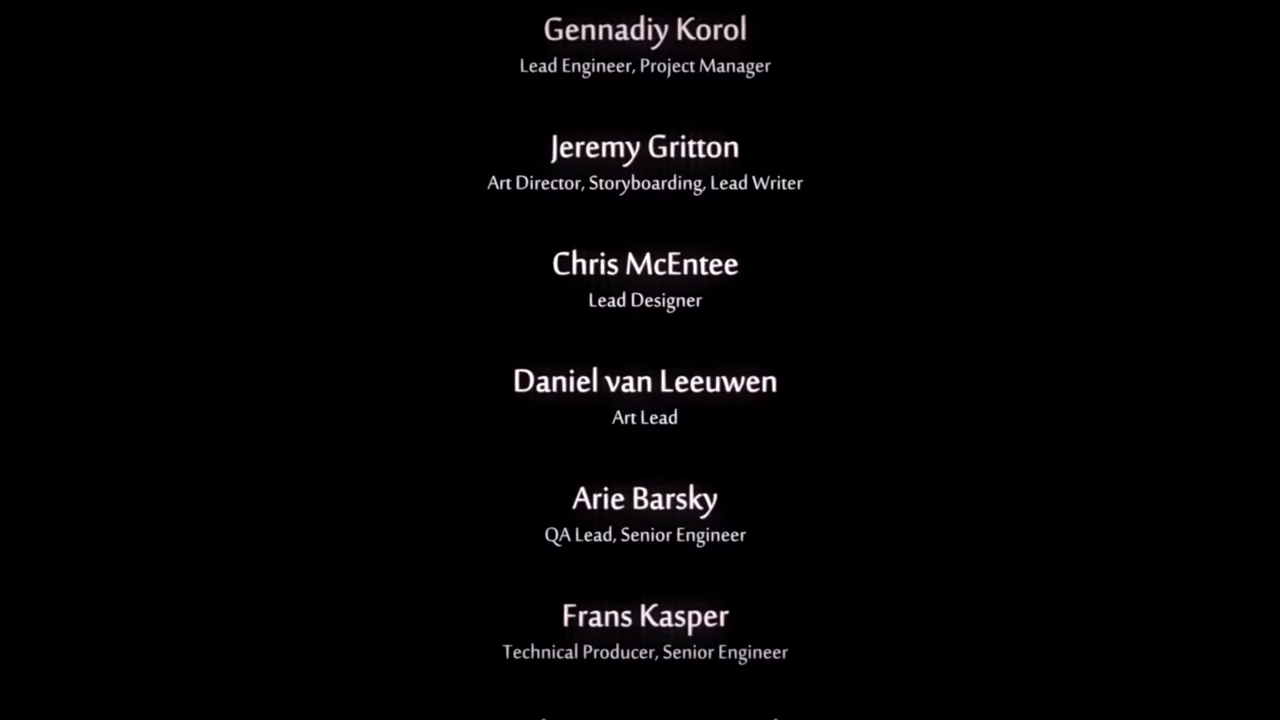 Gennadiy Korol
Lead Engineer, Project Manager
Jeremy Gritton
Art Director, Storyboarding, Lead Writer
Chris McEntee
Lead Designer
Daniel van Leeuwen
Art Lead
Arie Barsky
QA Lead, Senior Engineer
Frans Kasper
Technical Producer, Senior Engineer